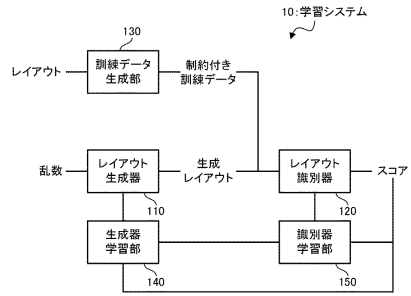 10:学習システム
130
レイアウト
訓練データ
生成部
制約付き
訓練データ
乱数
レイアウト
生成器
生成
レイアウト
レイアウト
識別器
スコア
110
120
生成器
学習部
識別器
学習部
140
150